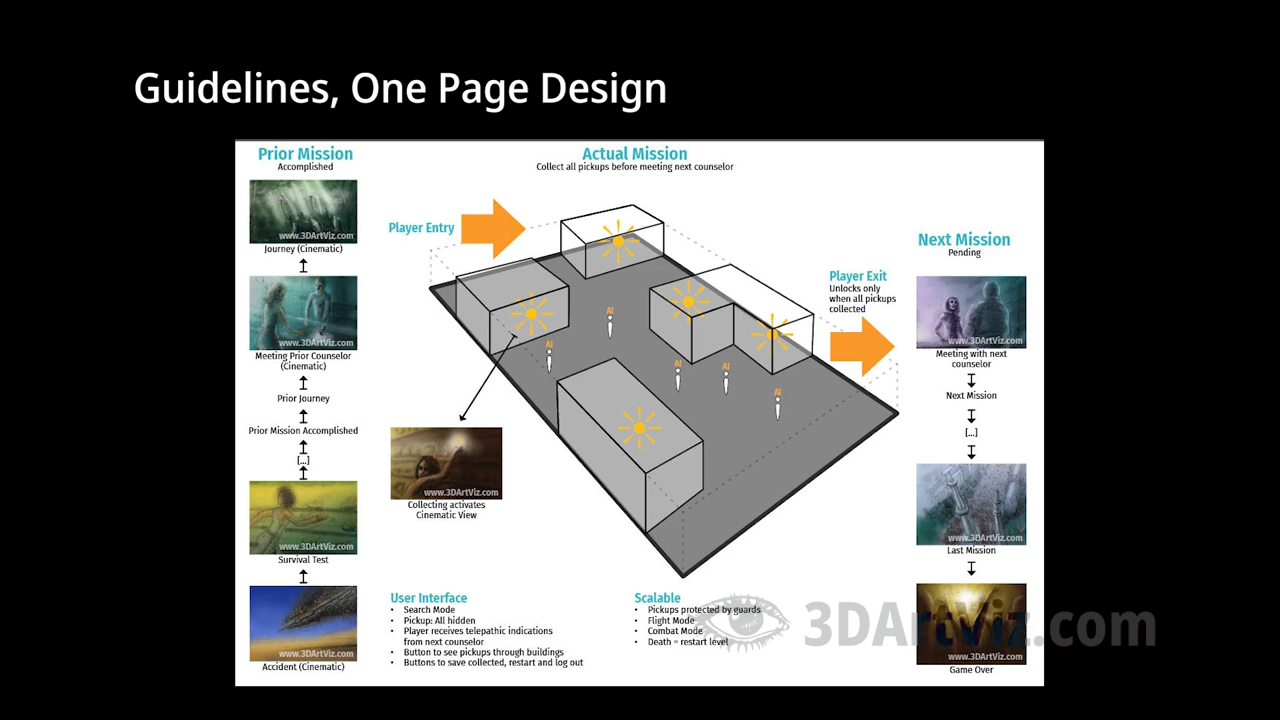 Guidelines, One Page Design
Prior Mission
Accomplished
www.3DArtViz.com
Journey (Cinematic)
www.3DArtViz.com
Meeting Prior Counselor
(Cinematic)
Prior Journey
Prior Mission Accomplished
[...]
www.3DArtViz.com
Survival Test
www.3DArtViz.com
Accident (Cinematic)
Actual Mission
Collect all pickups before meeting next counselor
Player Entry
AI
AI
AI
AI
AI
www.3DArtViz.com
Collecting activates
Cinematic View
Player Exit
Unlocks only
when all pickups
collected
User Interface
• Search Mode
• Pickup: All hidden
• Player receives telepathic indications
from next counselor
• Button to see pickups through buildings
• Buttons to save collected, restart and log out
Scalable
• Pickups protected by guards
• Flight Mode
• Combat Mode
• Death = restart level
Next Mission
Pending
www.3DArtViz.com
Meeting with next
counselor
Next Mission
[...]
www.3DArtViz.com
Last Mission
www.3DArtViz.com
Game Over
3DArtViz.com